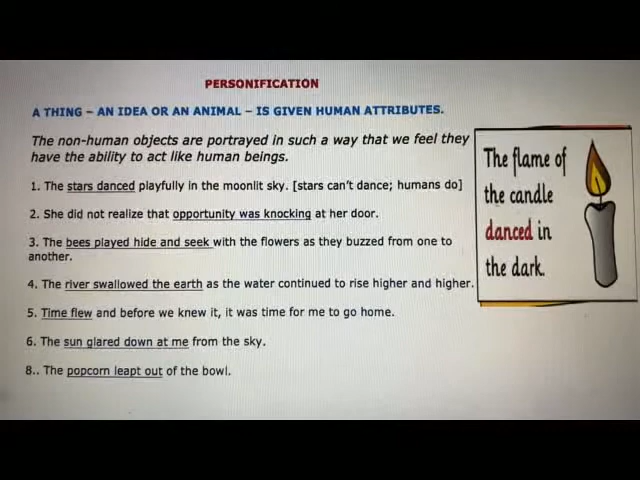 PERSONIFICATION
A THING – AN IDEA OR AN ANIMAL – IS GIVEN HUMAN ATTRIBUTES.
The non-human objects are portrayed in such a way that we feel they
have the ability to act like human beings.
1. The stars danced playfully in the moonlit sky. [stars can't dance; humans do]
2. She did not realize that opportunity was knocking at her door.
3. The bees played hide and seek with the flowers as they buzzed from one to
another.
4. The river swallowed the earth as the water continued to rise higher and higher.
5. Time flew and before we knew it, it was time for me to go home.
6. The sun glared down at me from the sky.
8.. The popcorn leapt out of the bowl.
The flame of
the candle
danced in
the dark.